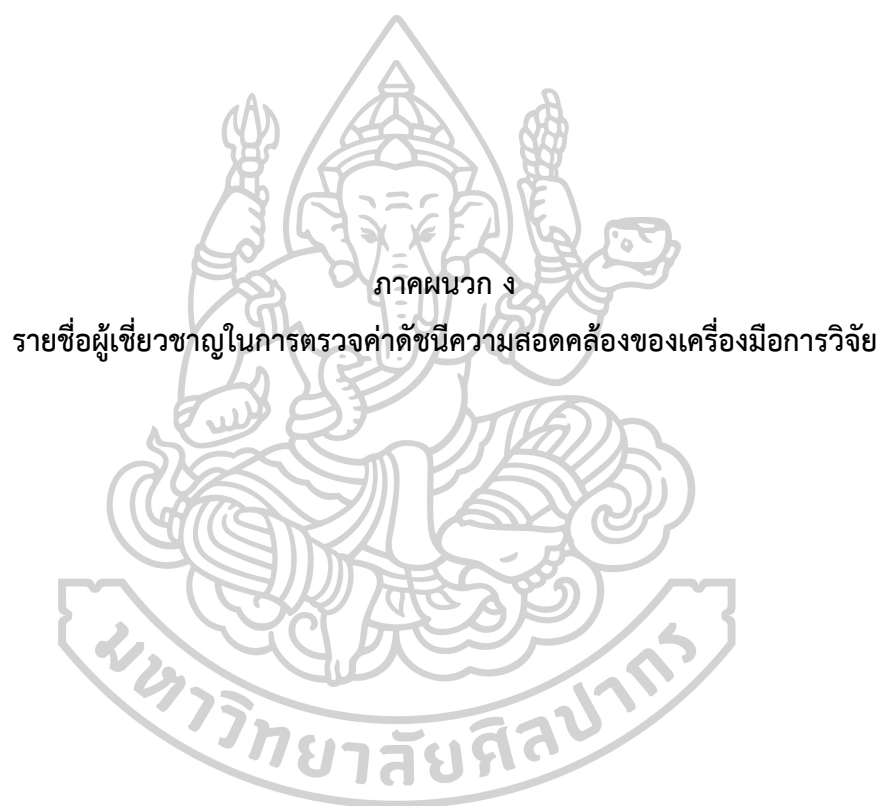 ภาคผนวก ง
รายชื่อผู้เชี่ยวชาญในการตรวจค่าดัชนีความสอดคล้องของเครื่องมือการวิจัย
มหาวิทยาลัยศิลปากร